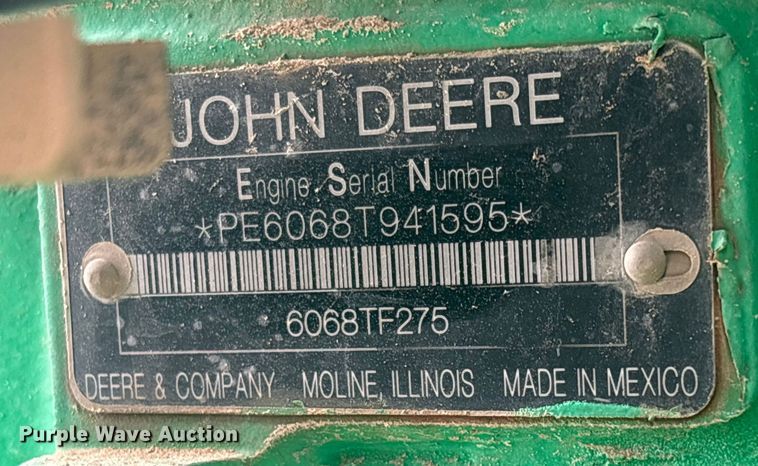 JOHN DEERE
Engine Serial Number
*PE6068T941595*
6068TF275
DEERE & COMPANY MOLINE, ILLINOIS MADE IN MEXICO
Purple Wave Auction